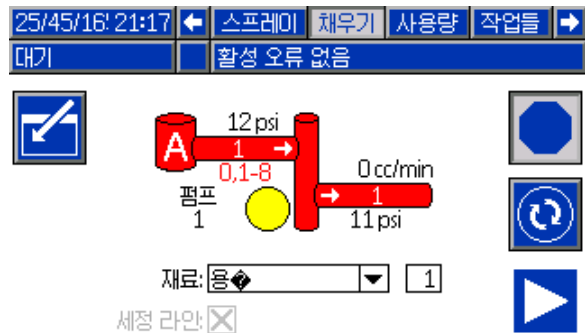 25/45/16 21:17 스프레이 채우기 사용량 작업들
대기 활성 오류 없음
12 psi
A 1
0,1-8
0 cc/min
펌프
1
1
11 psi
재료: 용� 1
세정 라인: